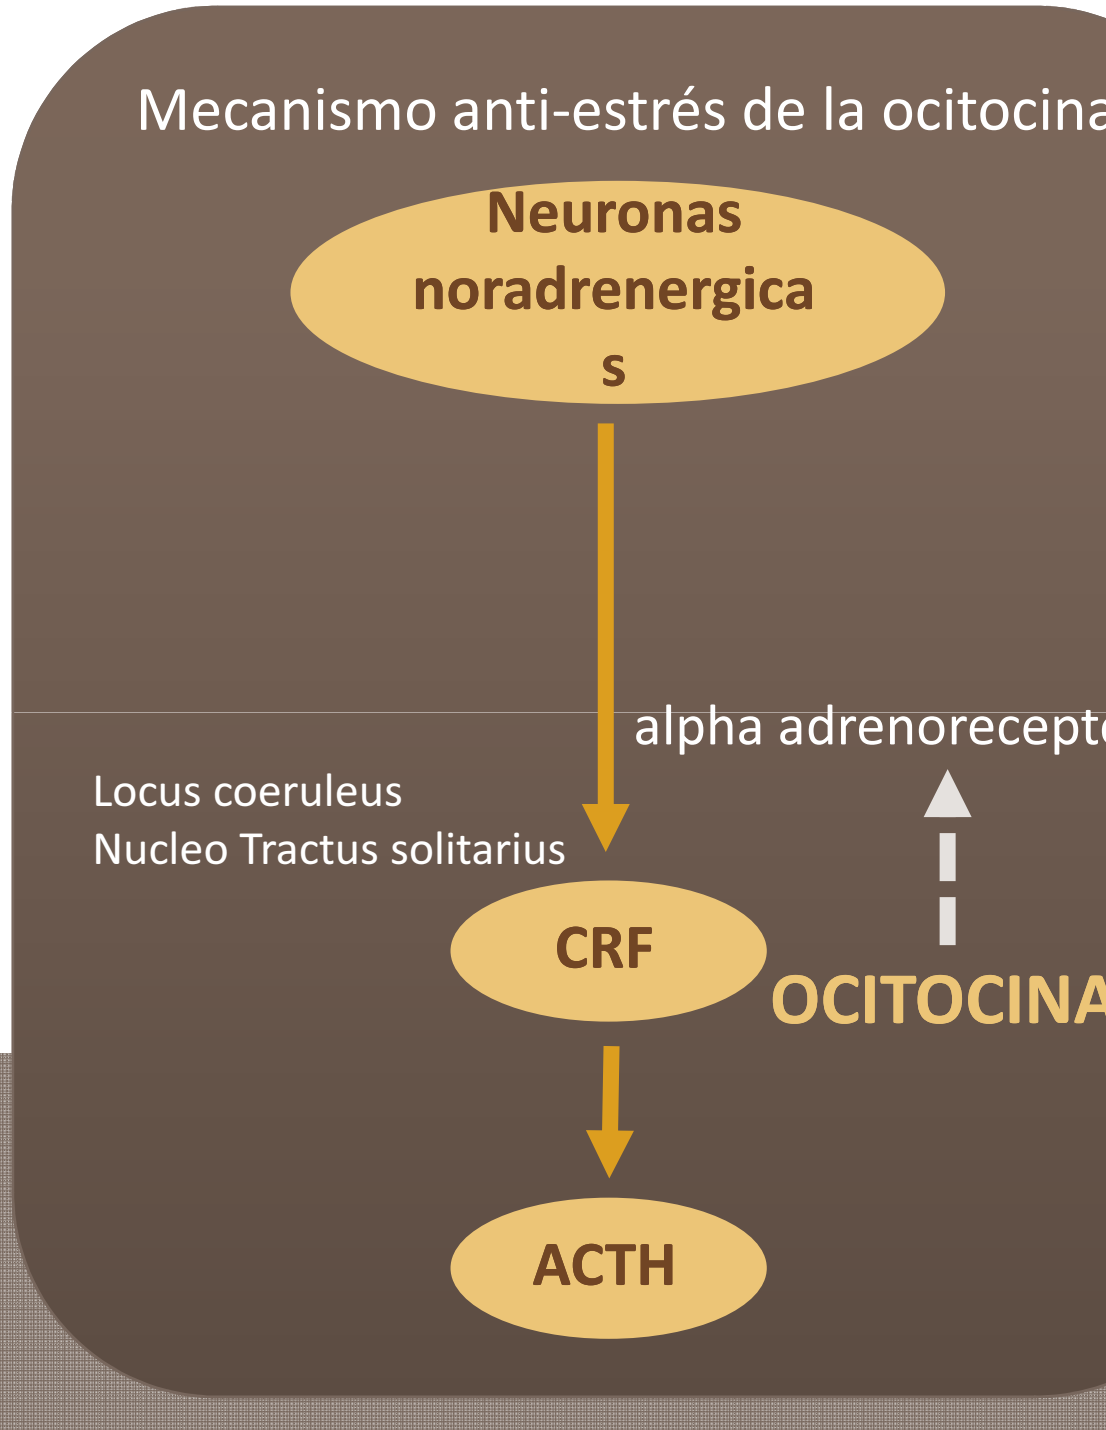 Mecanismo anti-estrés de la ocitocina
Neuronas
noradrenergica
s
alpha adrenorecepto
Locus coeruleus
Nucleo Tractus solitarius
CRF
OCITOCINA
ACTH